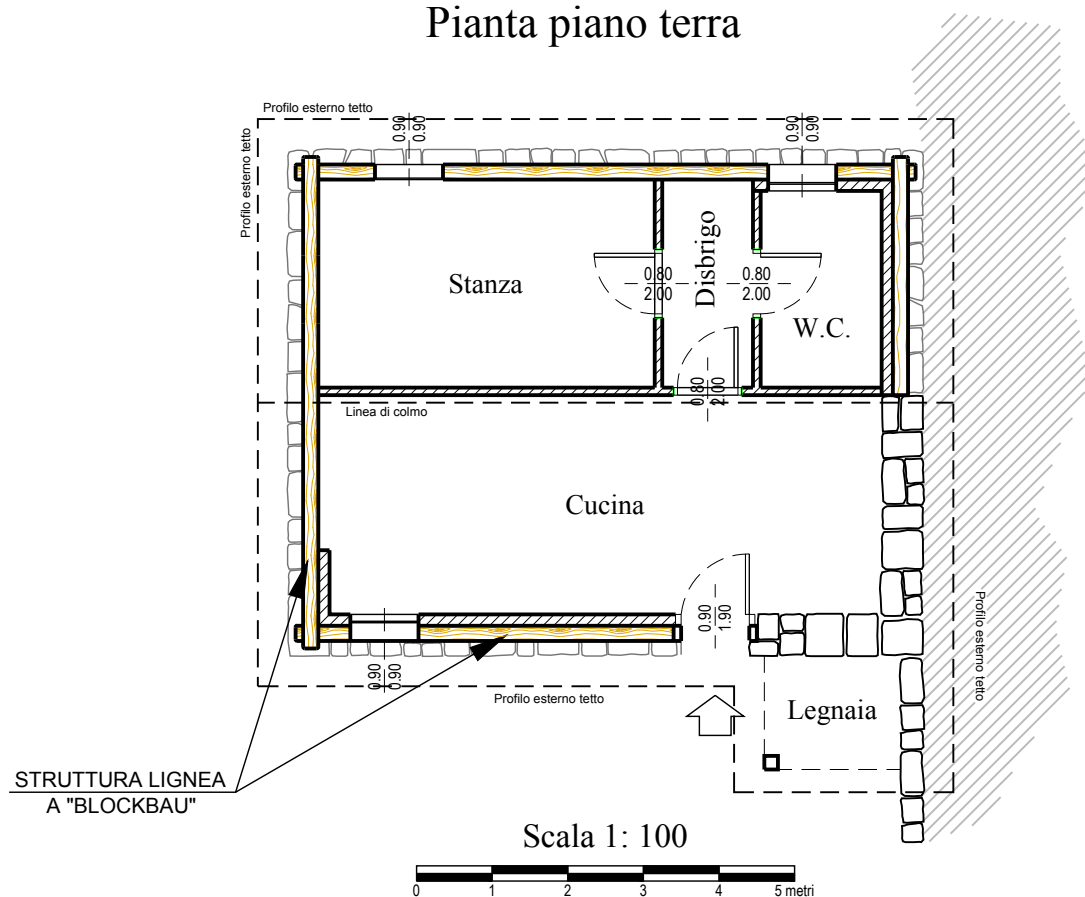 Pianta piano terra
Profilo esterno tetto
Profilo esterno tetto
0.90
0.90
0.90
0.90
Stanza
0.80
2.00
Disbrigo
0.80
2.00
W.C.
0.80
2.00
Linea di colmo
Cucina
0.90
1.90
0.90
0.90
Profilo esterno tetto
Profilo esterno tetto
Legnaia
STRUTTURA LIGNEA
A "BLOCKBAU"
Scala 1: 100
0 1 2 3 4 5 metri